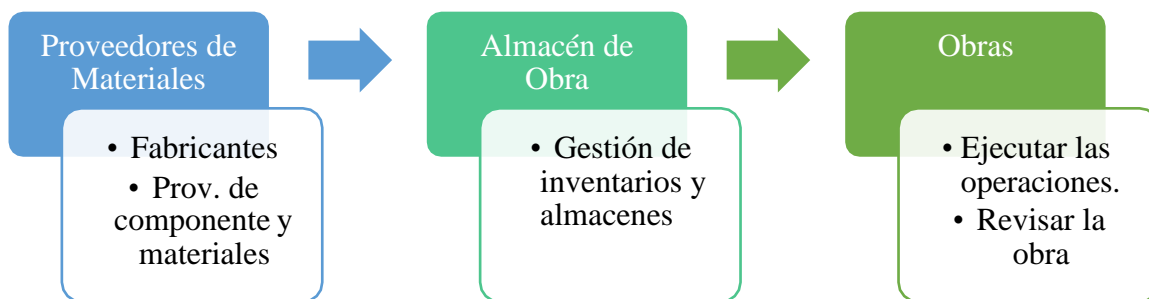 Proveedores de
Materiales
• Fabricantes
• Prov. de
componente y
materiales
Almacén de
Obra
• Gestión de
inventarios y
almacenes
Obras
• Ejecutar las
operaciones.
• Revisar la
obra